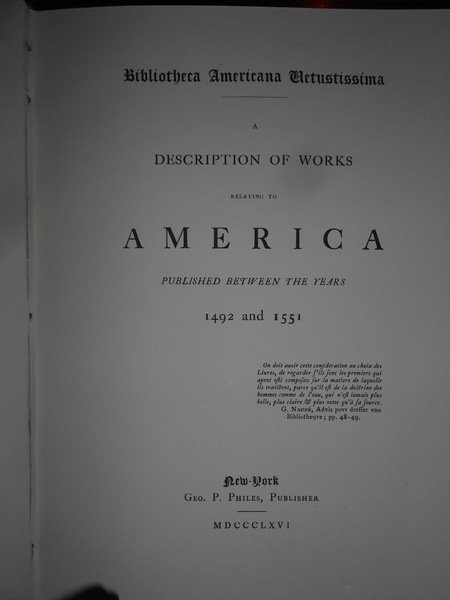 Bibliotheca Americana Vetustissima
A
DESCRIPTION OF WORKS
RELATING TO
AMERICA
PUBLISHED BETWEEN THE YEARS
1492 and 1551
On doit auoir cette conſideration au choix des
Liures, de regarder s'ils ſont les premiers qui
ayent eſté compoſez ſur la matiere de laquelle
ils traictent, parce qu'il eſt de la doctrine des
hommes comme de l'eau, qui n'eſt iamais plus
belle, plus claire & plus nette qu'à ſa ſource.
G. NAUDÉ, Advis povr dreſſer vne
Bibliotheqve; pp. 48-49.
New-York
GEO. P. PHILES, PUBLISHER
MDCCCLXVI